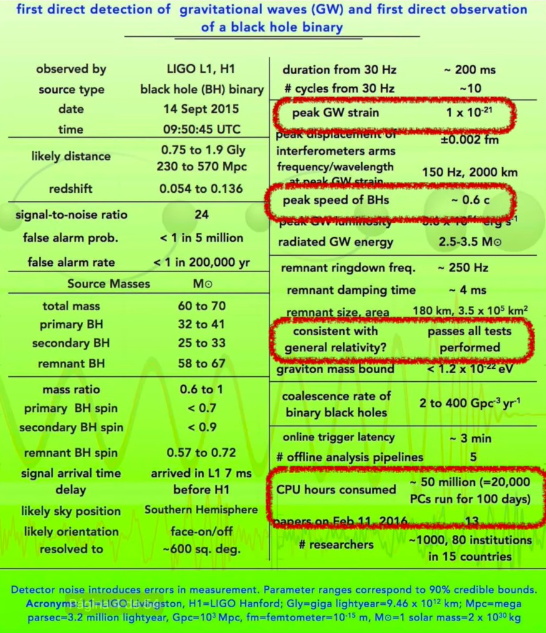 first direct detection of gravitational waves (GW) and first direct observation
of a black hole binary
observed by LIGO L1, H1
source type black hole (BH) binary
date 14 Sept 2015
time 09:50:45 UTC
likely distance 0.75 to 1.9 Gly
230 to 570 Mpc
redshift 0.054 to 0.136
signal-to-noise ratio 24
false alarm prob. < 1 in 5 million
false alarm rate < 1 in 200,000 yr
Source Masses M⊙
total mass 60 to 70
primary BH 32 to 41
secondary BH 25 to 33
remnant BH 58 to 67
mass ratio 0.6 to 1
primary BH spin < 0.7
secondary BH spin < 0.9
remnant BH spin 0.57 to 0.72
signal arrival time arrived in L1 7 ms
delay before H1
likely sky position Southern Hemisphere
likely orientation face-on/off
resolved to ~600 sq. deg.
duration from 30 Hz ~ 200 ms
# cycles from 30 Hz ~10
peak GW strain 1 x 10⁻²¹
peak displacement of
interferometers arms ±0.002 fm
frequency/wavelength
at peak GW strain 150 Hz, 2000 km
peak speed of BHs ~ 0.6 c
peak GW luminosity erg s⁻¹
radiated GW energy 2.5-3.5 M⊙
remnant ringdown freq. ~ 250 Hz
remnant damping time ~ 4 ms
remnant size, area 180 km, 3.5 x 10⁵ km²
consistent with passes all tests
general relativity? performed
graviton mass bound < 1.2 x 10⁻²² eV
coalescence rate of
binary black holes 2 to 400 Gpc⁻³ yr⁻¹
online trigger latency ~ 3 min
# offline analysis pipelines 5
CPU hours consumed ~ 50 million (=20,000
PCs run for 100 days)
papers on Feb 11, 2016 13
# researchers ~1000, 80 institutions
in 15 countries
Detector noise introduces errors in measurement. Parameter ranges correspond to 90% credible bounds.
Acronyms L1=LIGO Livingston, H1=LIGO Hanford; Gly=giga lightyear=9.46 x 10¹² km; Mpc=mega
parsec=3.2 million lightyear, Gpc=10³ Mpc, fm=femtometer=10⁻¹⁵ m, M⊙=1 solar mass=2 x 10³⁰ kg